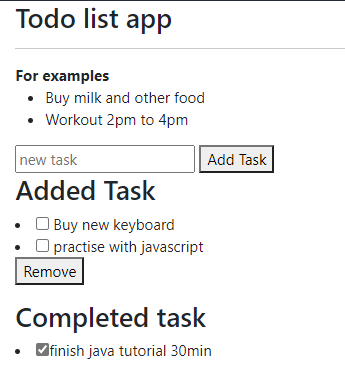 Todo list app
For examples
Buy milk and other food
Workout 2pm to 4pm
new task Add Task
Added Task
Buy new keyboard
practise with javascript
Remove
Completed task
finish java tutorial 30min